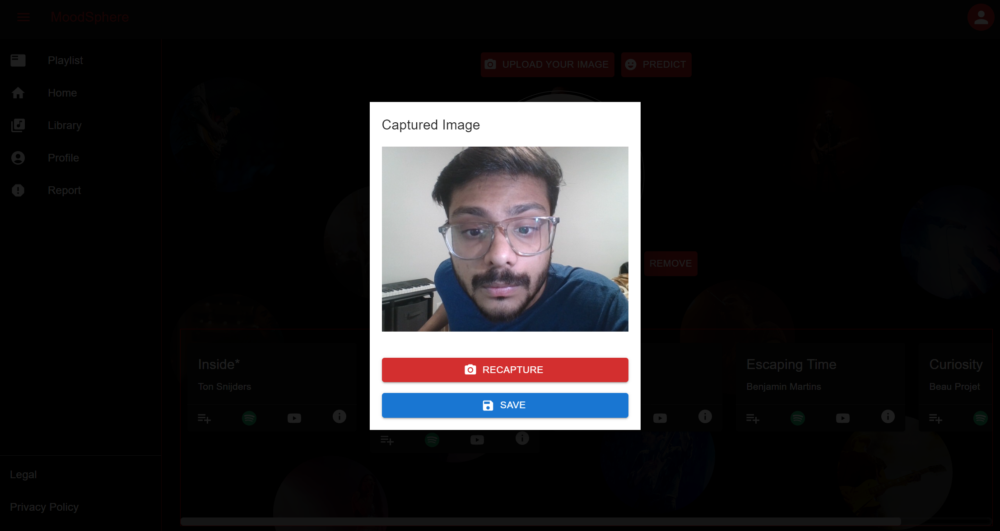 MoodSphere
Playlist
Home
Library
Profile
Report
Legal
Privacy Policy
UPLOAD YOUR IMAGE
PREDICT
Captured Image
RECAPTURE
SAVE
REMOVE
Inside*
Ton Snijders
Escaping Time
Benjamin Martins
Curiosity
Beau Projet